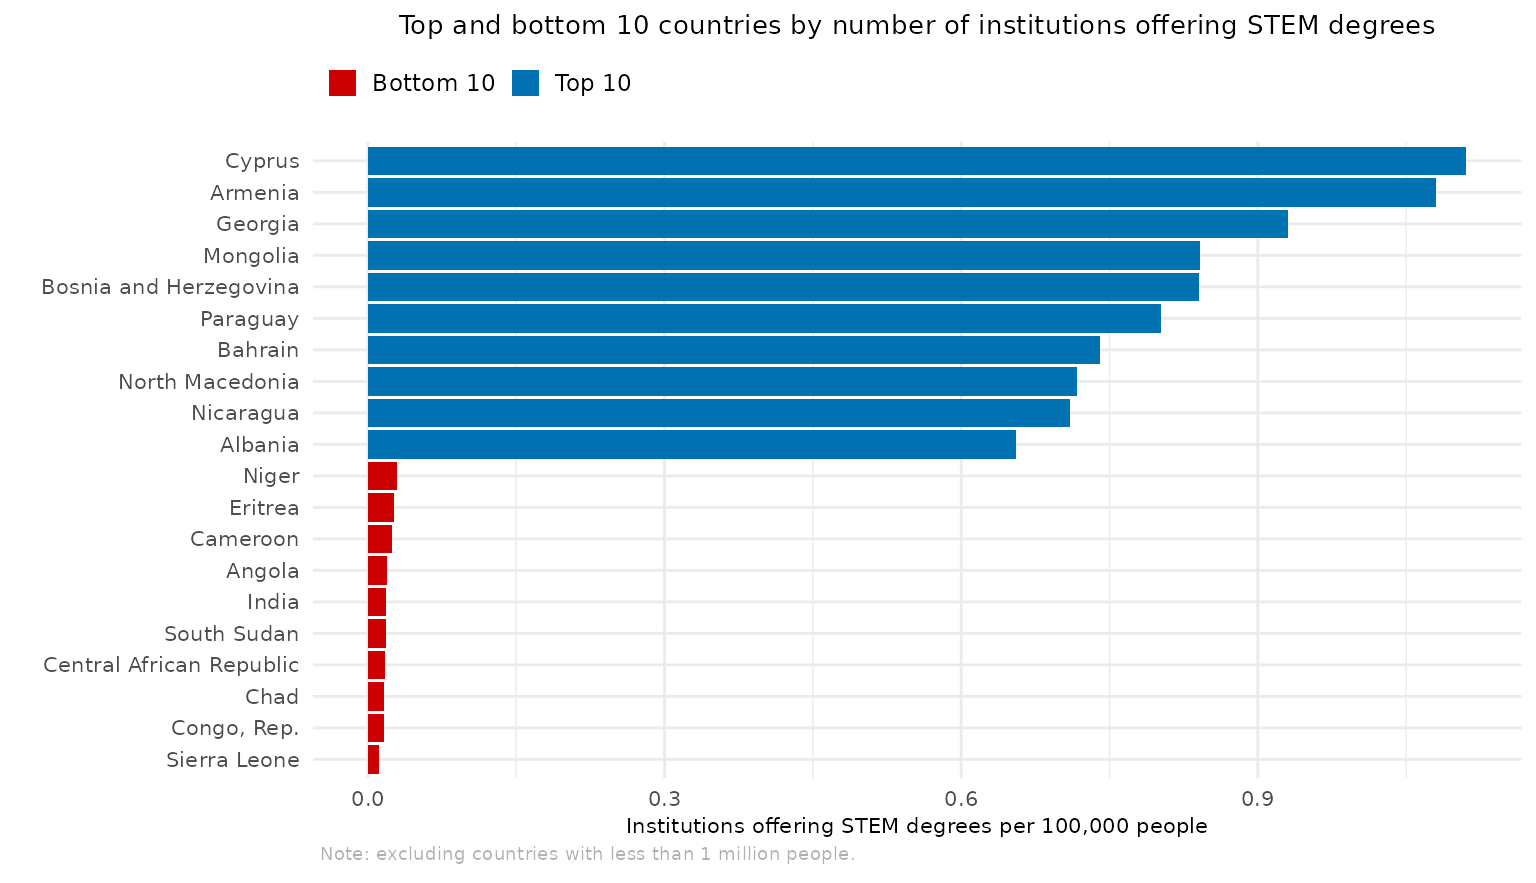 Top and bottom 10 countries by number of institutions offering STEM degrees
Bottom 10 Top 10
Cyprus
Armenia
Georgia
Mongolia
Bosnia and Herzegovina
Paraguay
Bahrain
North Macedonia
Nicaragua
Albania
Niger
Eritrea
Cameroon
Angola
India
South Sudan
Central African Republic
Chad
Congo, Rep.
Sierra Leone
0.0 0.3 0.6 0.9
Institutions offering STEM degrees per 100,000 people
Note: excluding countries with less than 1 million people.